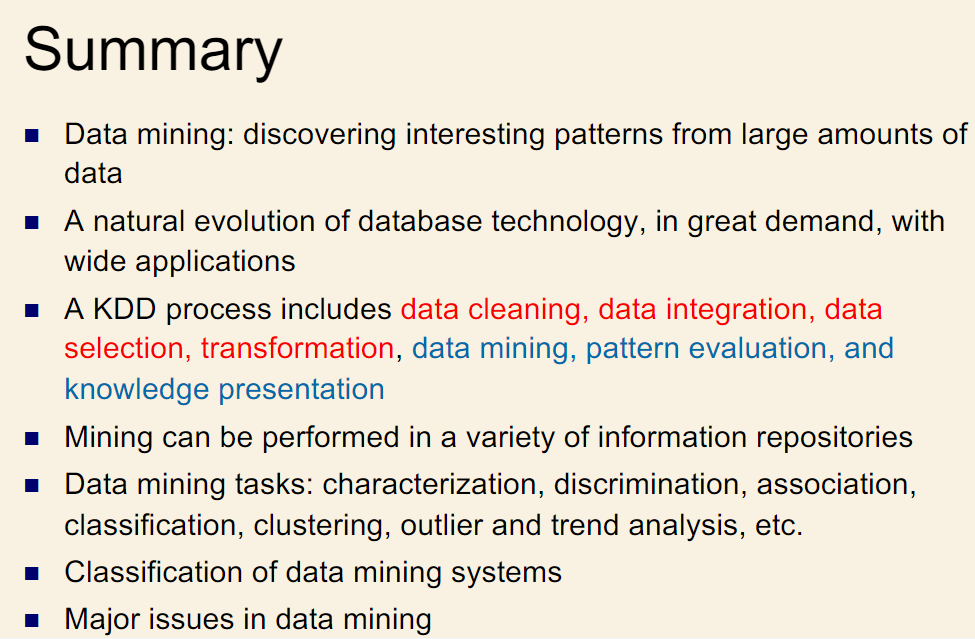 Summary
Data mining: discovering interesting patterns from large amounts of
data
A natural evolution of database technology, in great demand, with
wide applications
A KDD process includes data cleaning, data integration, data
selection, transformation, data mining, pattern evaluation, and
knowledge presentation
Mining can be performed in a variety of information repositories
Data mining tasks: characterization, discrimination, association,
classification, clustering, outlier and trend analysis, etc.
Classification of data mining systems
Major issues in data mining